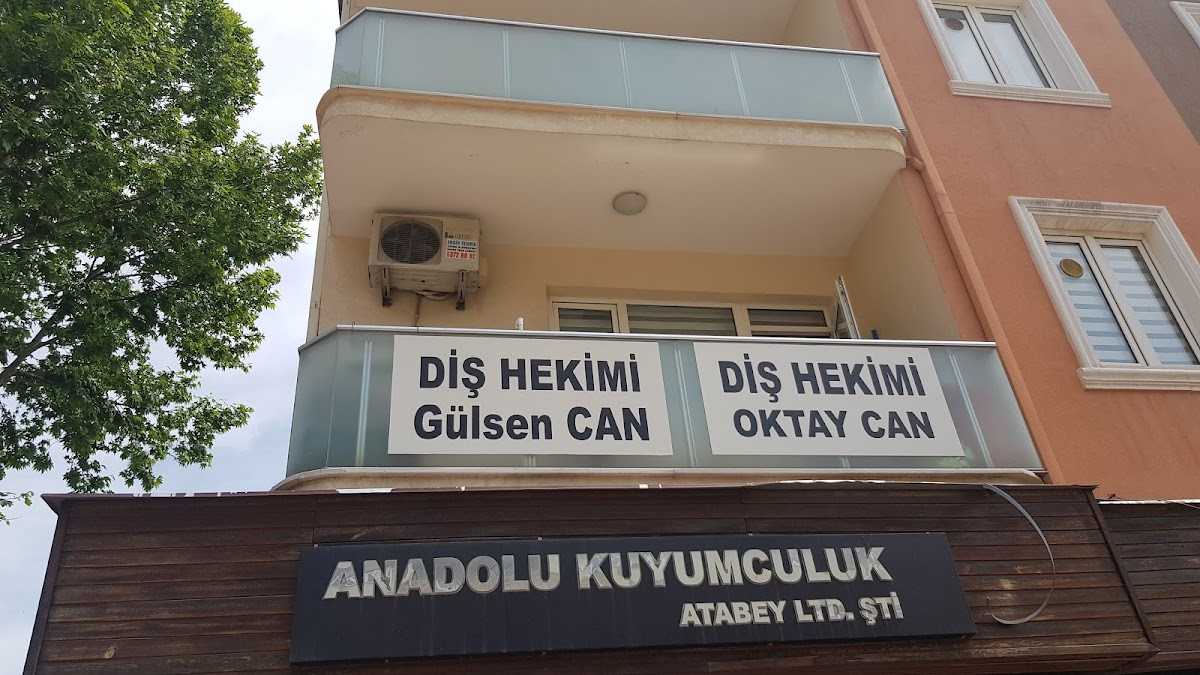 DİŞ HEKİMİ
Gülsen CAN
DİŞ HEKİMİ
OKTAY CAN
ANADOLU KUYUMCULUK
ATABEY LTD. ŞTİ